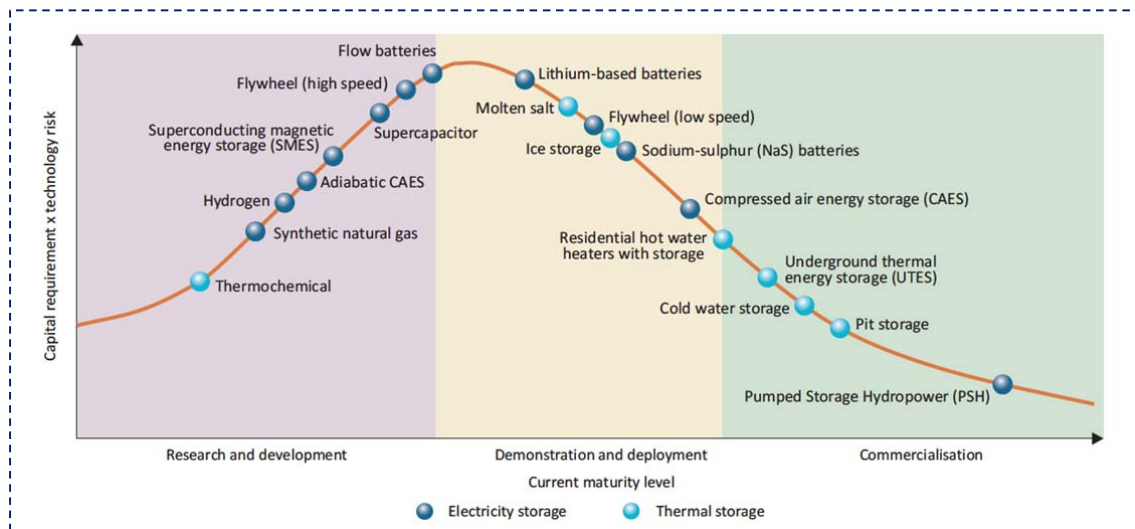 Capital requirement x technology risk
Flow batteries
Flywheel (high speed)
Supercapacitor
Superconducting magnetic
energy storage (SMES)
Adiabatic CAES
Hydrogen
Synthetic natural gas
Thermochemical
Lithium-based batteries
Molten salt
Flywheel (low speed)
Ice storage
Sodium-sulphur (NaS) batteries
Compressed air energy storage (CAES)
Residential hot water
heaters with storage
Underground thermal
energy storage (UTES)
Cold water storage
Pit storage
Pumped Storage Hydropower (PSH)
Research and development
Demonstration and deployment
Commercialisation
Current maturity level
Electricity storage
Thermal storage